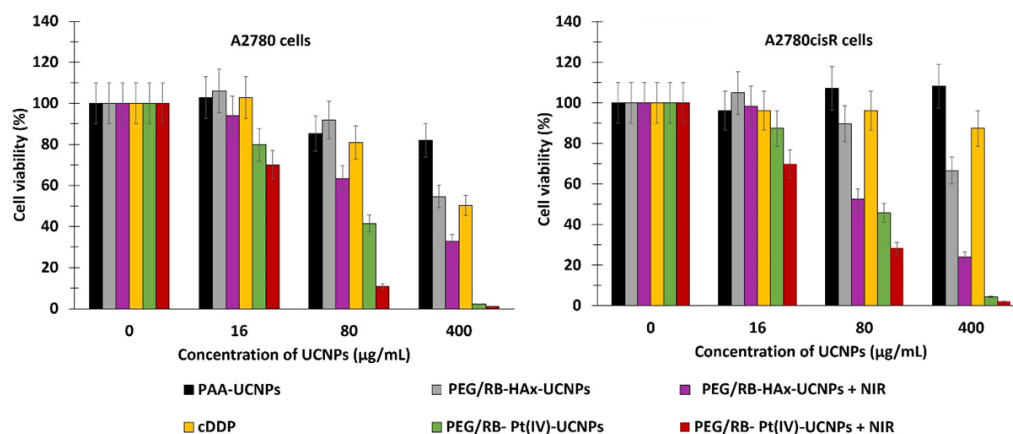 A2780 cells
140
120
100
80
60
40
20
0
Cell viability (%)
0 16 80 400
Concentration of UCNPs (µg/mL)
A2780cisR cells
140
120
100
80
60
40
20
0
Cell viability (%)
0 16 80 400
Concentration of UCNPs (µg/mL)
PAA-UCNPs PEG/RB-HAx-UCNPs PEG/RB-HAx-UCNPs + NIR
cDDP PEG/RB- Pt(IV)-UCNPs PEG/RB- Pt(IV)-UCNPs + NIR